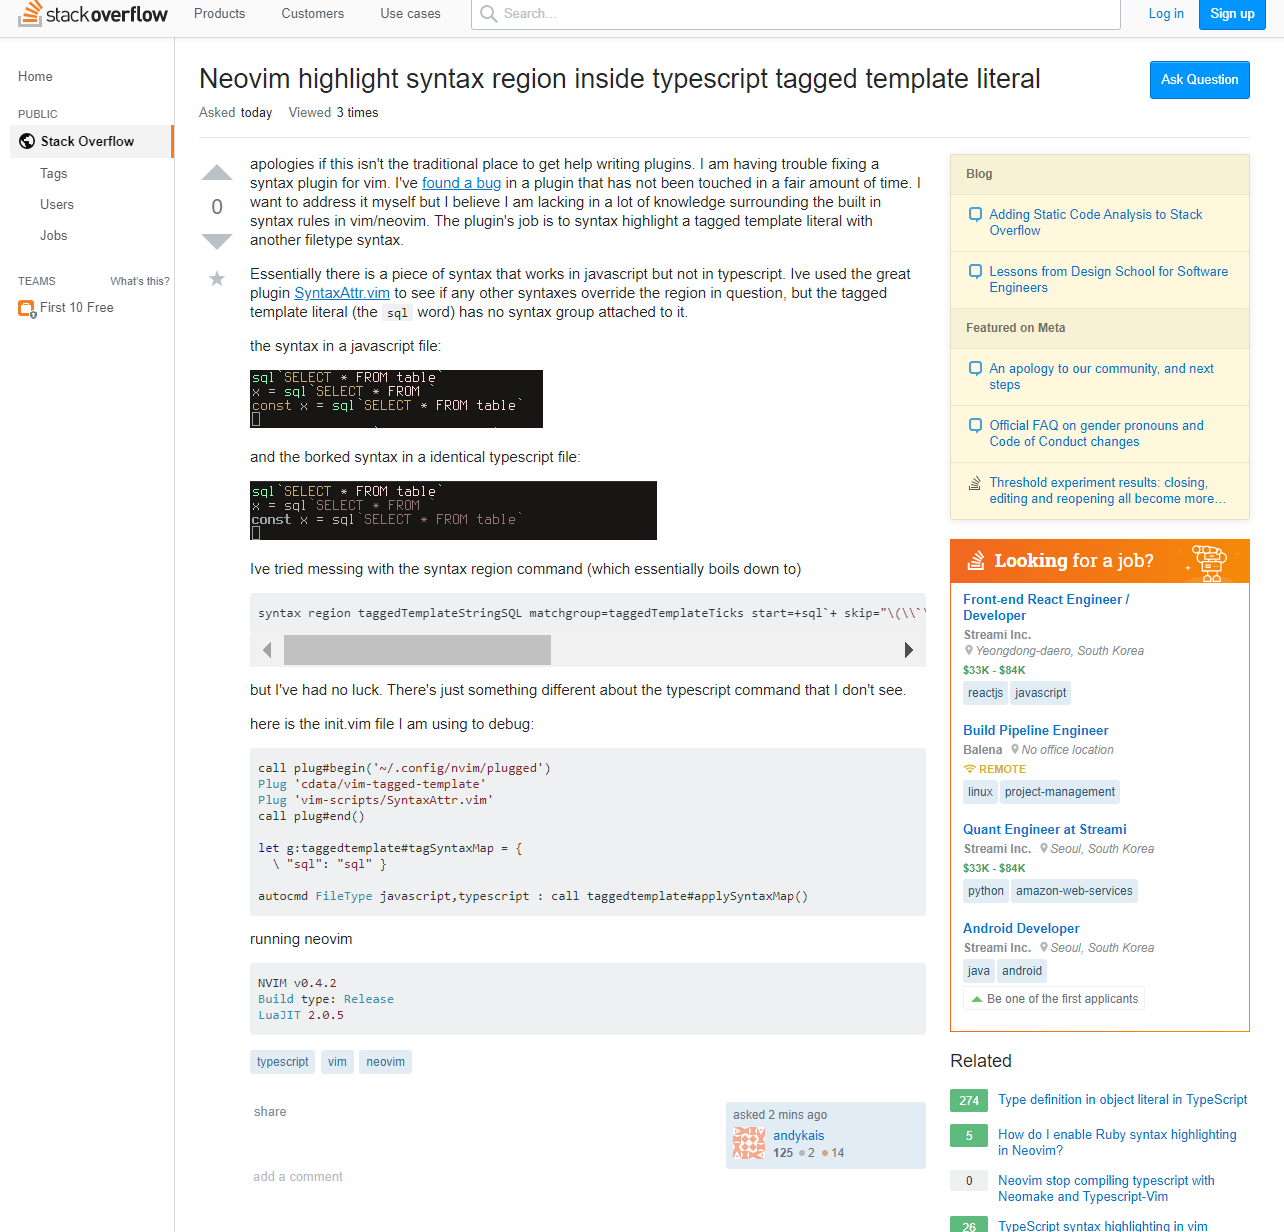 stackoverflow
Products
Customers
Use cases
Search...
Log in
Sign up
Home
PUBLIC
Stack Overflow
Tags
Users
Jobs
TEAMS
What's this?
First 10 Free
Neovim highlight syntax region inside typescript tagged template literal
Ask Question
Asked today Viewed 3 times
0
apologies if this isn't the traditional place to get help writing plugins. I am having trouble fixing a
syntax plugin for vim. I've found a bug in a plugin that has not been touched in a fair amount of time. I
want to address it myself but I believe I am lacking in a lot of knowledge surrounding the built in
syntax rules in vim/neovim. The plugin's job is to syntax highlight a tagged template literal with
another filetype syntax.
Essentially there is a piece of syntax that works in javascript but not in typescript. Ive used the great
plugin SyntaxAttr.vim to see if any other syntaxes override the region in question, but the tagged
template literal (the sql word) has no syntax group attached to it.
the syntax in a javascript file:
sql`SELECT * FROM table`
x = sql`SELECT * FROM `
const x = sql`SELECT * FROM table`
and the borked syntax in a identical typescript file:
sql`SELECT * FROM table`
x = sql`SELECT * FROM `
const x = sql`SELECT * FROM table`
Ive tried messing with the syntax region command (which essentially boils down to)
syntax region taggedTemplateStringSQL matchgroup=taggedTemplateTicks start=+sql`+ skip="\(\\`\
but I've had no luck. There's just something different about the typescript command that I don't see.
here is the init.vim file I am using to debug:
call plug#begin('~/.config/nvim/plugged')
Plug 'cdata/vim-tagged-template'
Plug 'vim-scripts/SyntaxAttr.vim'
call plug#end()
let g:taggedtemplate#tagSyntaxMap = {
\ "sql": "sql" }
autocmd FileType javascript,typescript : call taggedtemplate#applySyntaxMap()
running neovim
NVIM v0.4.2
Build type: Release
LuaJIT 2.0.5
typescript vim neovim
share
asked 2 mins ago
andykais
125 2 14
add a comment
Blog
Adding Static Code Analysis to Stack
Overflow
Lessons from Design School for Software
Engineers
Featured on Meta
An apology to our community, and next
steps
Official FAQ on gender pronouns and
Code of Conduct changes
Threshold experiment results: closing,
editing and reopening all become more…
Looking for a job?
Front-end React Engineer /
Developer
Streami Inc.
Yeongdong-daero, South Korea
$33K - $84K
reactjs javascript
Build Pipeline Engineer
Balena No office location
REMOTE
linux project-management
Quant Engineer at Streami
Streami Inc. Seoul, South Korea
$33K - $84K
python amazon-web-services
Android Developer
Streami Inc. Seoul, South Korea
java android
Be one of the first applicants
Related
274 Type definition in object literal in TypeScript
5 How do I enable Ruby syntax highlighting
in Neovim?
0 Neovim stop compiling typescript with
Neomake and Typescript-Vim
26 TypeScript syntax highlighting in vim